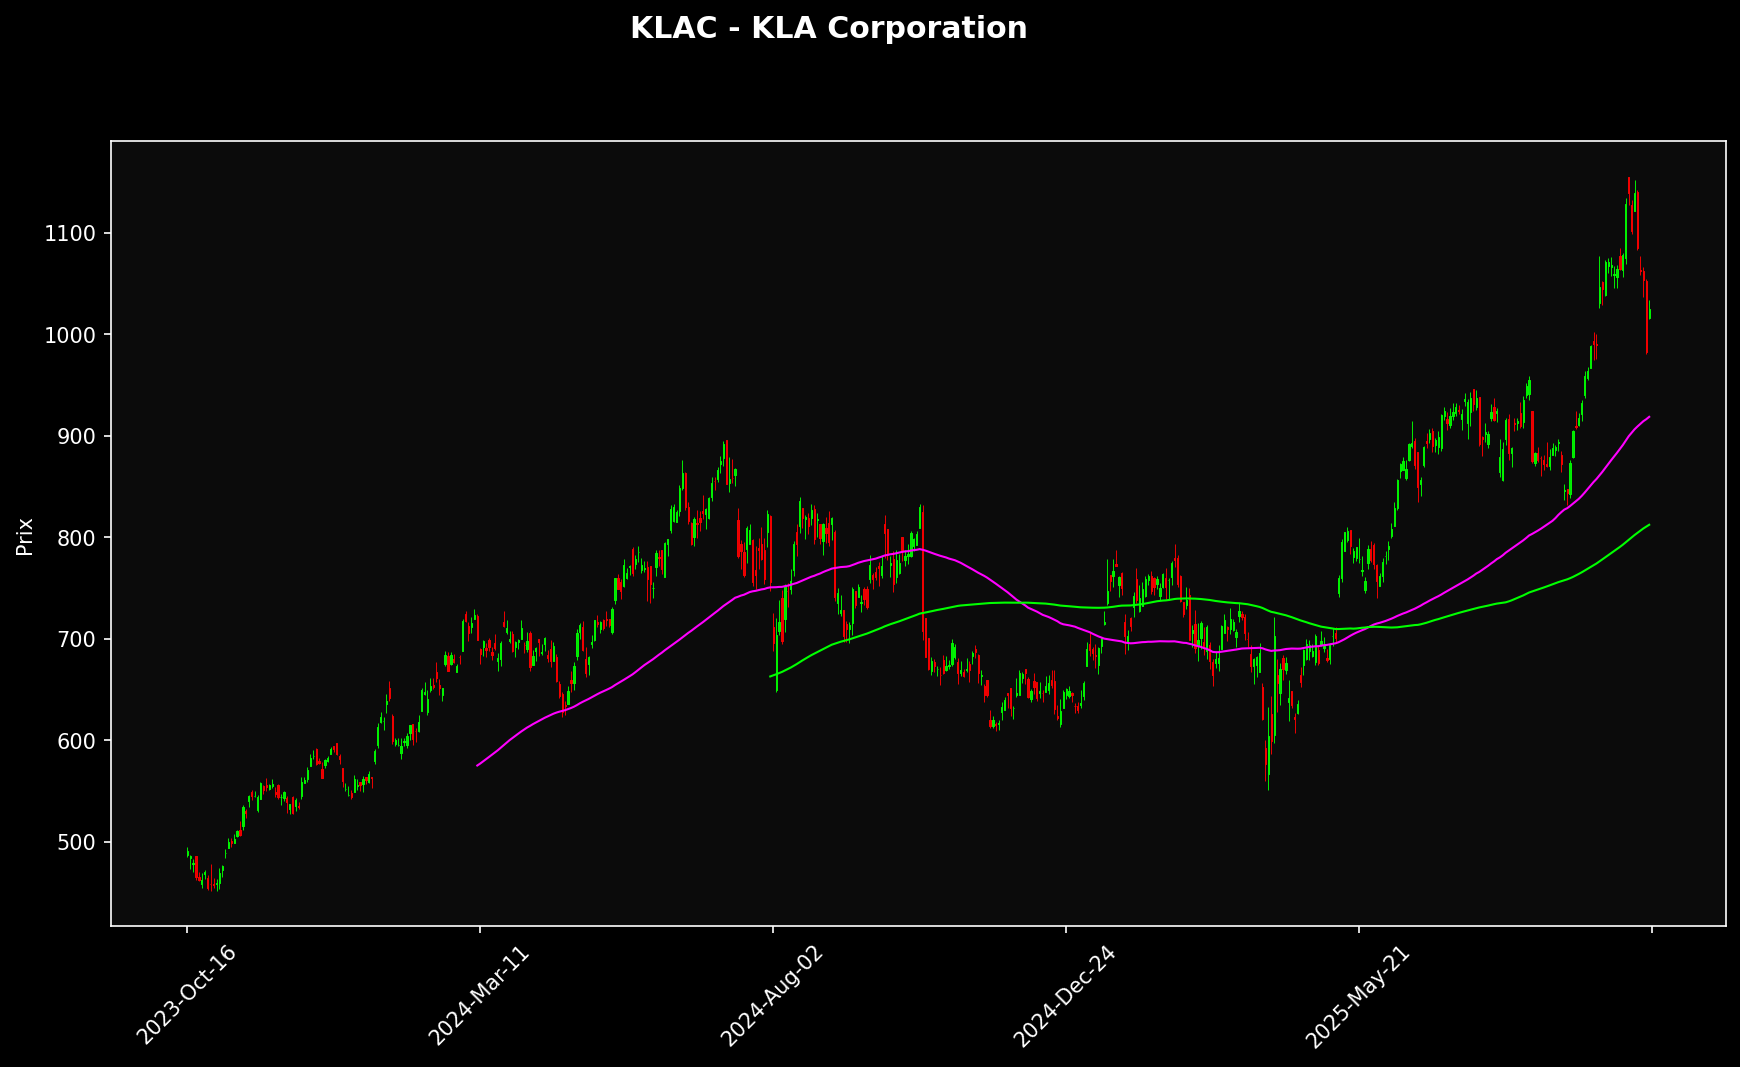 KLAC - KLA Corporation
Prix
1100
1000
900
800
700
600
500
2023-Oct-16
2024-Mar-11
2024-Aug-02
2024-Dec-24
2025-May-21